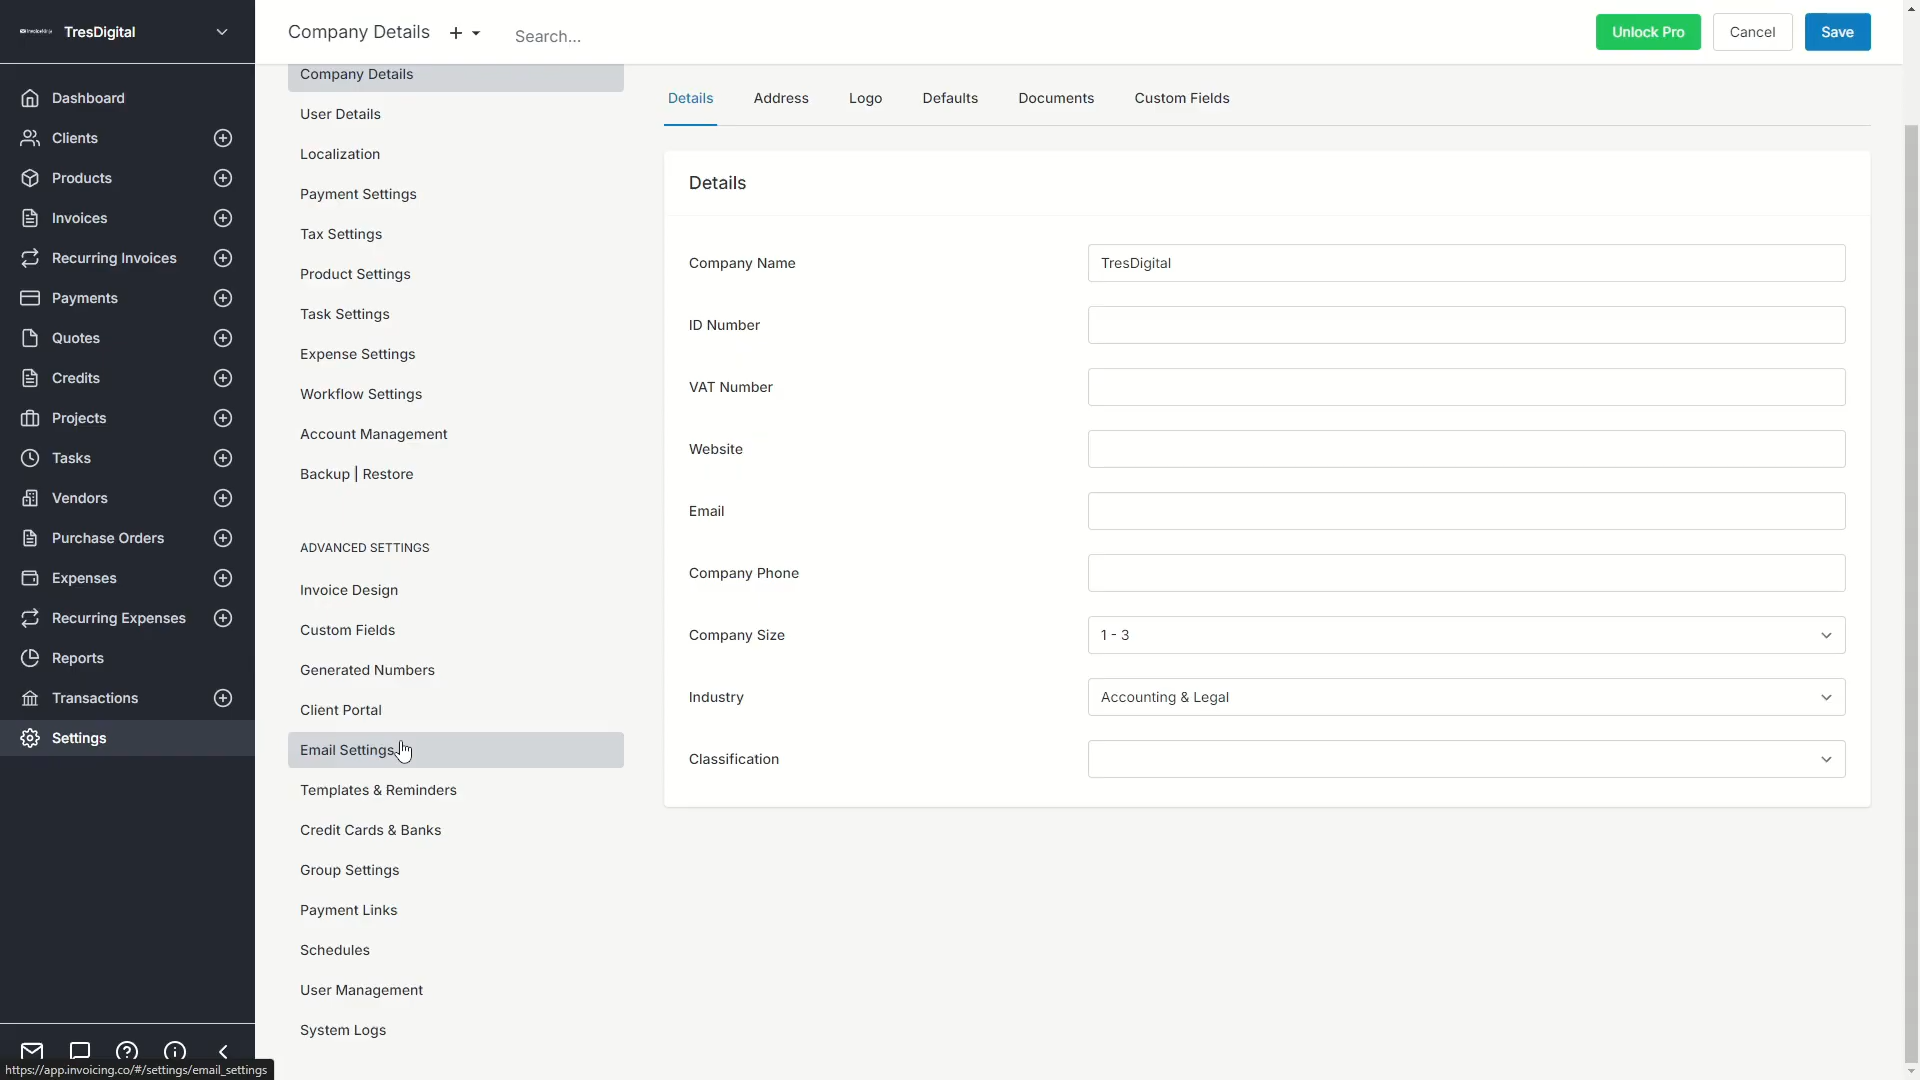 TresDigital
Dashboard
Clients
Products
Invoices
Recurring Invoices
Payments
Quotes
Credits
Projects
Tasks
Vendors
Purchase Orders
Expenses
Recurring Expenses
Reports
Transactions
Settings
https://app.invoicing.co/#/settings/email_settings
Company Details
Search...
Unlock Pro
Cancel
Save
Company Details
User Details
Localization
Payment Settings
Tax Settings
Product Settings
Task Settings
Expense Settings
Workflow Settings
Account Management
Backup | Restore
ADVANCED SETTINGS
Invoice Design
Custom Fields
Generated Numbers
Client Portal
Email Settings
Templates & Reminders
Credit Cards & Banks
Group Settings
Payment Links
Schedules
User Management
System Logs
Details Address Logo Defaults Documents Custom Fields
Details
Company Name TresDigital
ID Number
VAT Number
Website
Email
Company Phone
Company Size 1 - 3
Industry Accounting & Legal
Classification